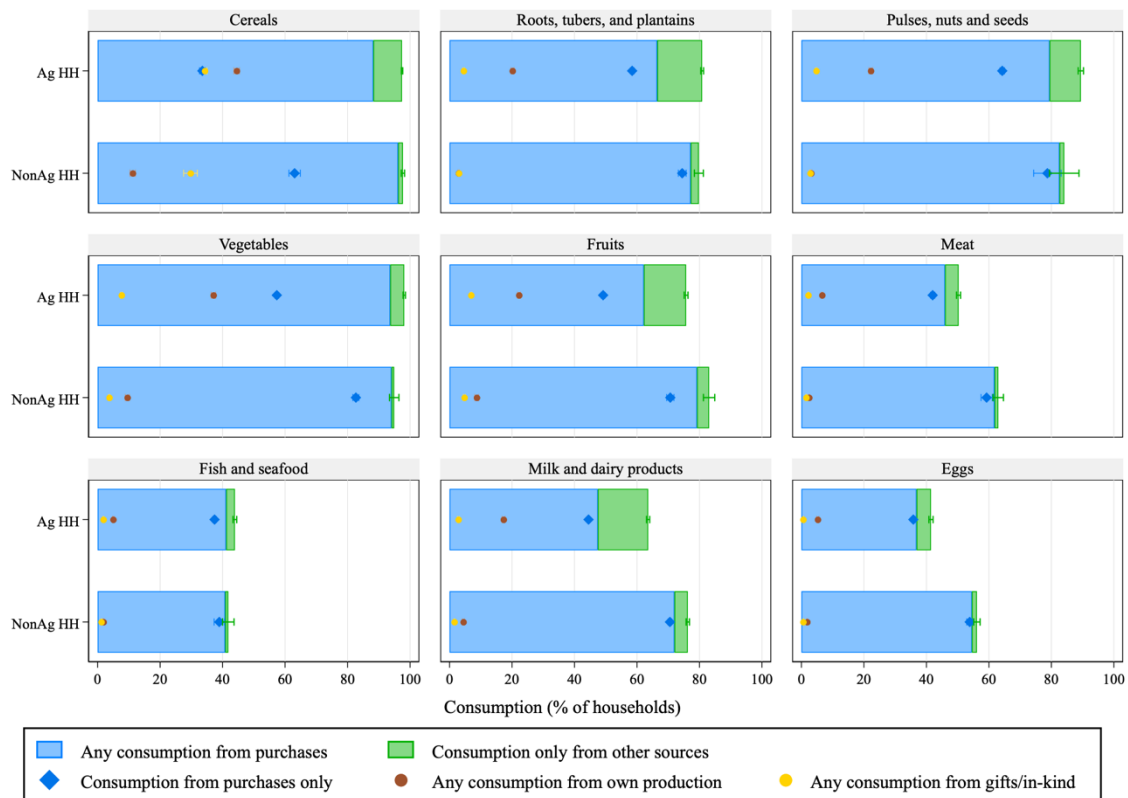 Cereals
Roots, tubers, and plantains
Pulses, nuts and seeds
Ag HH
NonAg HH
Vegetables
Fruits
Meat
Ag HH
NonAg HH
Fish and seafood
Milk and dairy products
Eggs
Ag HH
NonAg HH
0 20 40 60 80 100
0 20 40 60 80 100
0 20 40 60 80 100
Consumption (% of households)
Any consumption from purchases
Consumption only from other sources
Consumption from purchases only
Any consumption from own production
Any consumption from gifts/in-kind